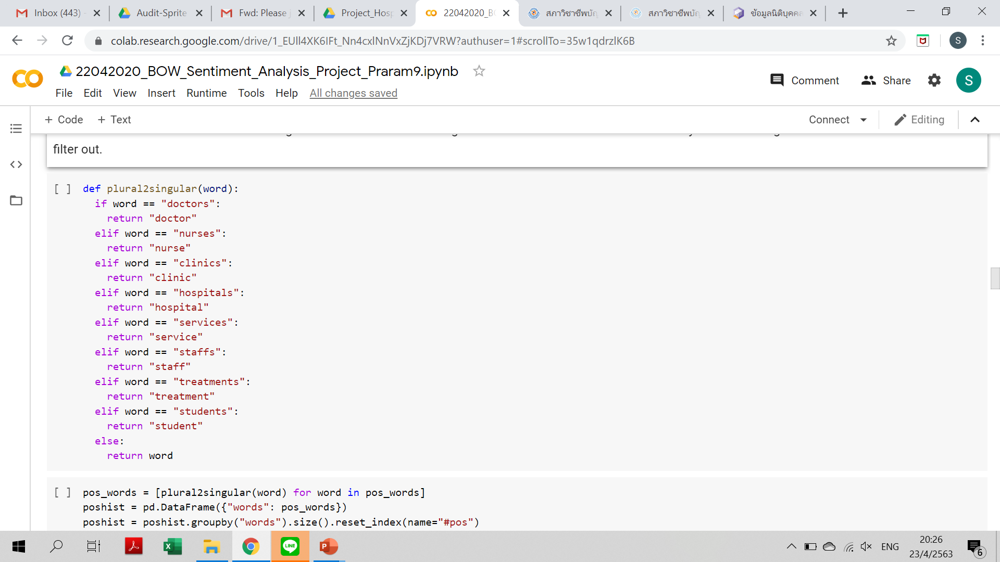 Inbox (443) -
Audit-Sprite
Fwd: Please j
Project_Hosp
22042020_B
สภาวิชาชีพบัญ
สภาวิชาชีพบัญ
ข้อมูลนิติบุคคล
colab.research.google.com/drive/1_EUll4XK6IFt_Nn4cxlNnVxZjKDj7VRW?authuser=1#scrollTo=35w1qdrzlK6B
S
22042020_BOW_Sentiment_Analysis_Project_Praram9.ipynb
Comment
Share
S
File Edit View Insert Runtime Tools Help All changes saved
+ Code + Text
Connect
Editing
filter out.
[ ] def plural2singular(word):
if word == "doctors":
return "doctor"
elif word == "nurses":
return "nurse"
elif word == "clinics":
return "clinic"
elif word == "hospitals":
return "hospital"
elif word == "services":
return "service"
elif word == "staffs":
return "staff"
elif word == "treatments":
return "treatment"
elif word == "students":
return "student"
else:
return word
[ ] pos_words = [plural2singular(word) for word in pos_words]
poshist = pd.DataFrame({"words": pos_words})
poshist = poshist.groupby("words").size().reset_index(name="#pos")
LINE
ENG
20:26
23/4/2563
6